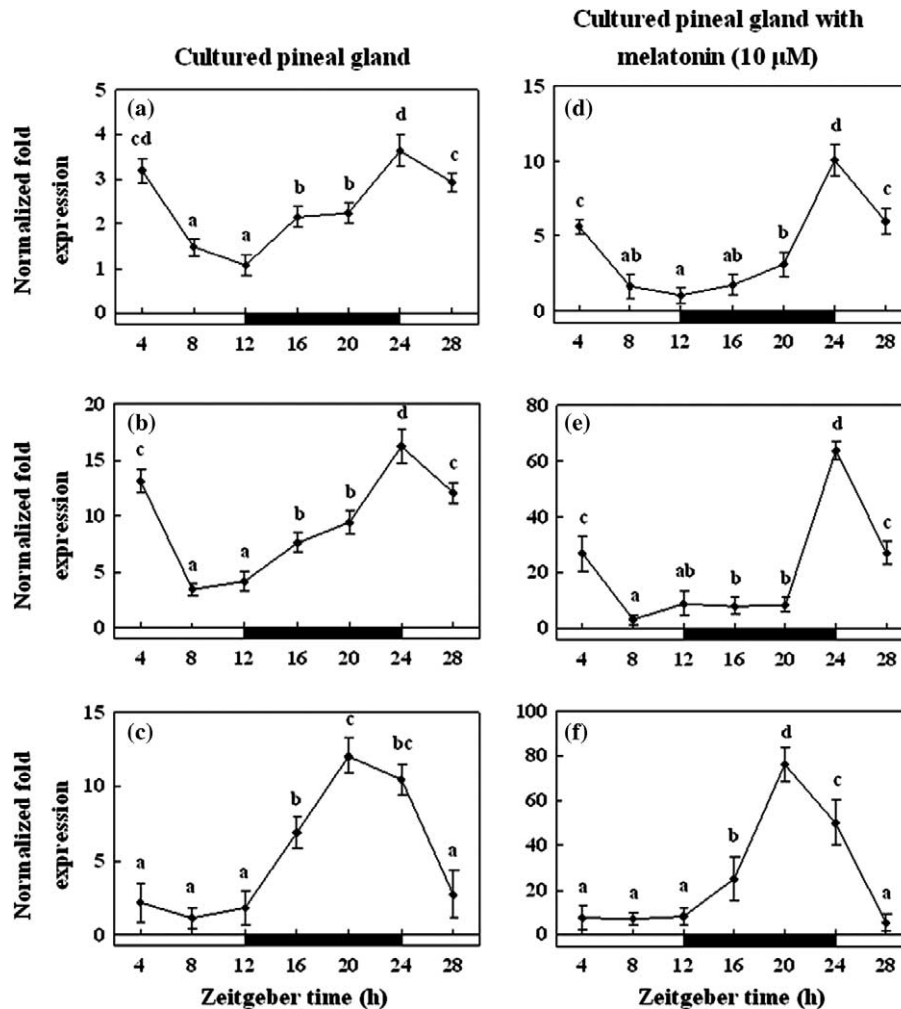 Cultured pineal gland
Cultured pineal gland with
melatonin (10 µM)
Normalized fold
expression
(a)
5
4
3
2
1
0
cd
a
a
b
b
d
c
4 8 12 16 20 24 28
(d)
15
10
5
0
c
ab
a
ab
b
d
c
4 8 12 16 20 24 28
Normalized fold
expression
(b)
20
15
10
5
0
c
a
a
b
b
d
c
4 8 12 16 20 24 28
(e)
80
60
40
20
0
c
a
ab
b
b
d
c
4 8 12 16 20 24 28
Normalized fold
expression
(c)
15
10
5
0
a
a
a
b
c
bc
a
4 8 12 16 20 24 28
Zeitgeber time (h)
(f)
100
80
60
40
20
0
a
a
a
b
d
c
a
4 8 12 16 20 24 28
Zeitgeber time (h)